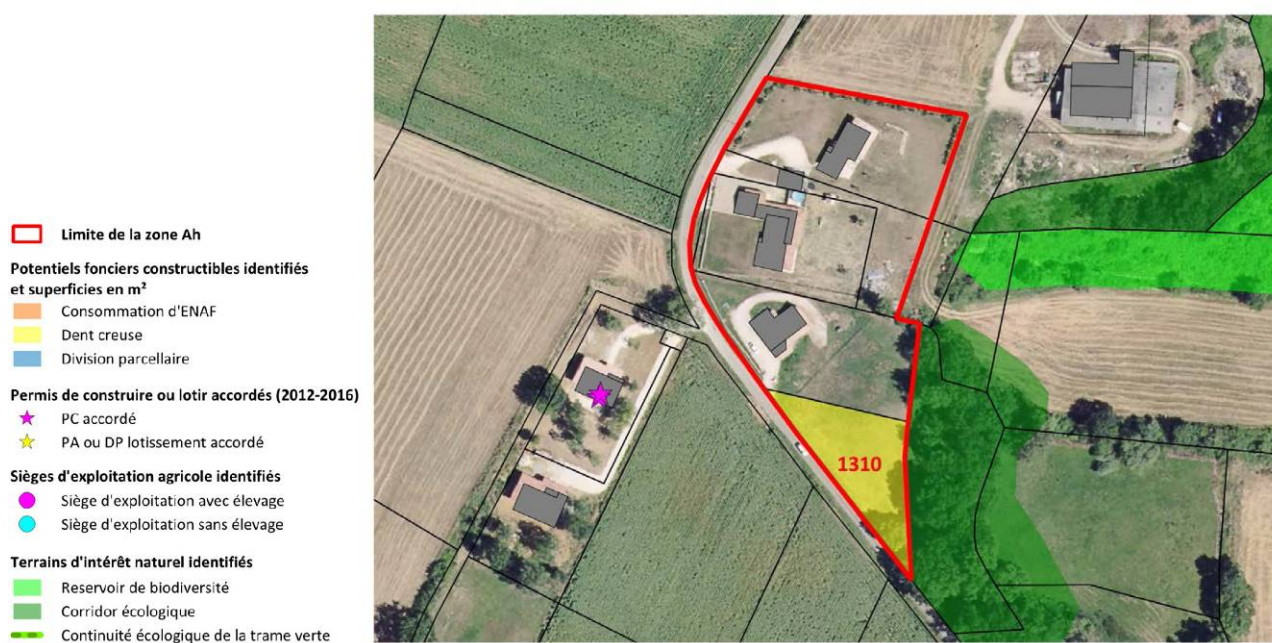 Limite de la zone Ah
Potentiels fonciers constructibles identifiés
et superficies en m²
Consommation d'ENAF
Dent creuse
Division parcellaire
Permis de construire ou lotir accordés (2012-2016)
PC accordé
PA ou DP lotissement accordé
Sièges d'exploitation agricole identifiés
Siège d'exploitation avec élevage
Siège d'exploitation sans élevage
Terrains d'intérêt naturel identifiés
Reservoir de biodiversité
Corridor écologique
Continuité écologique de la trame verte
1310